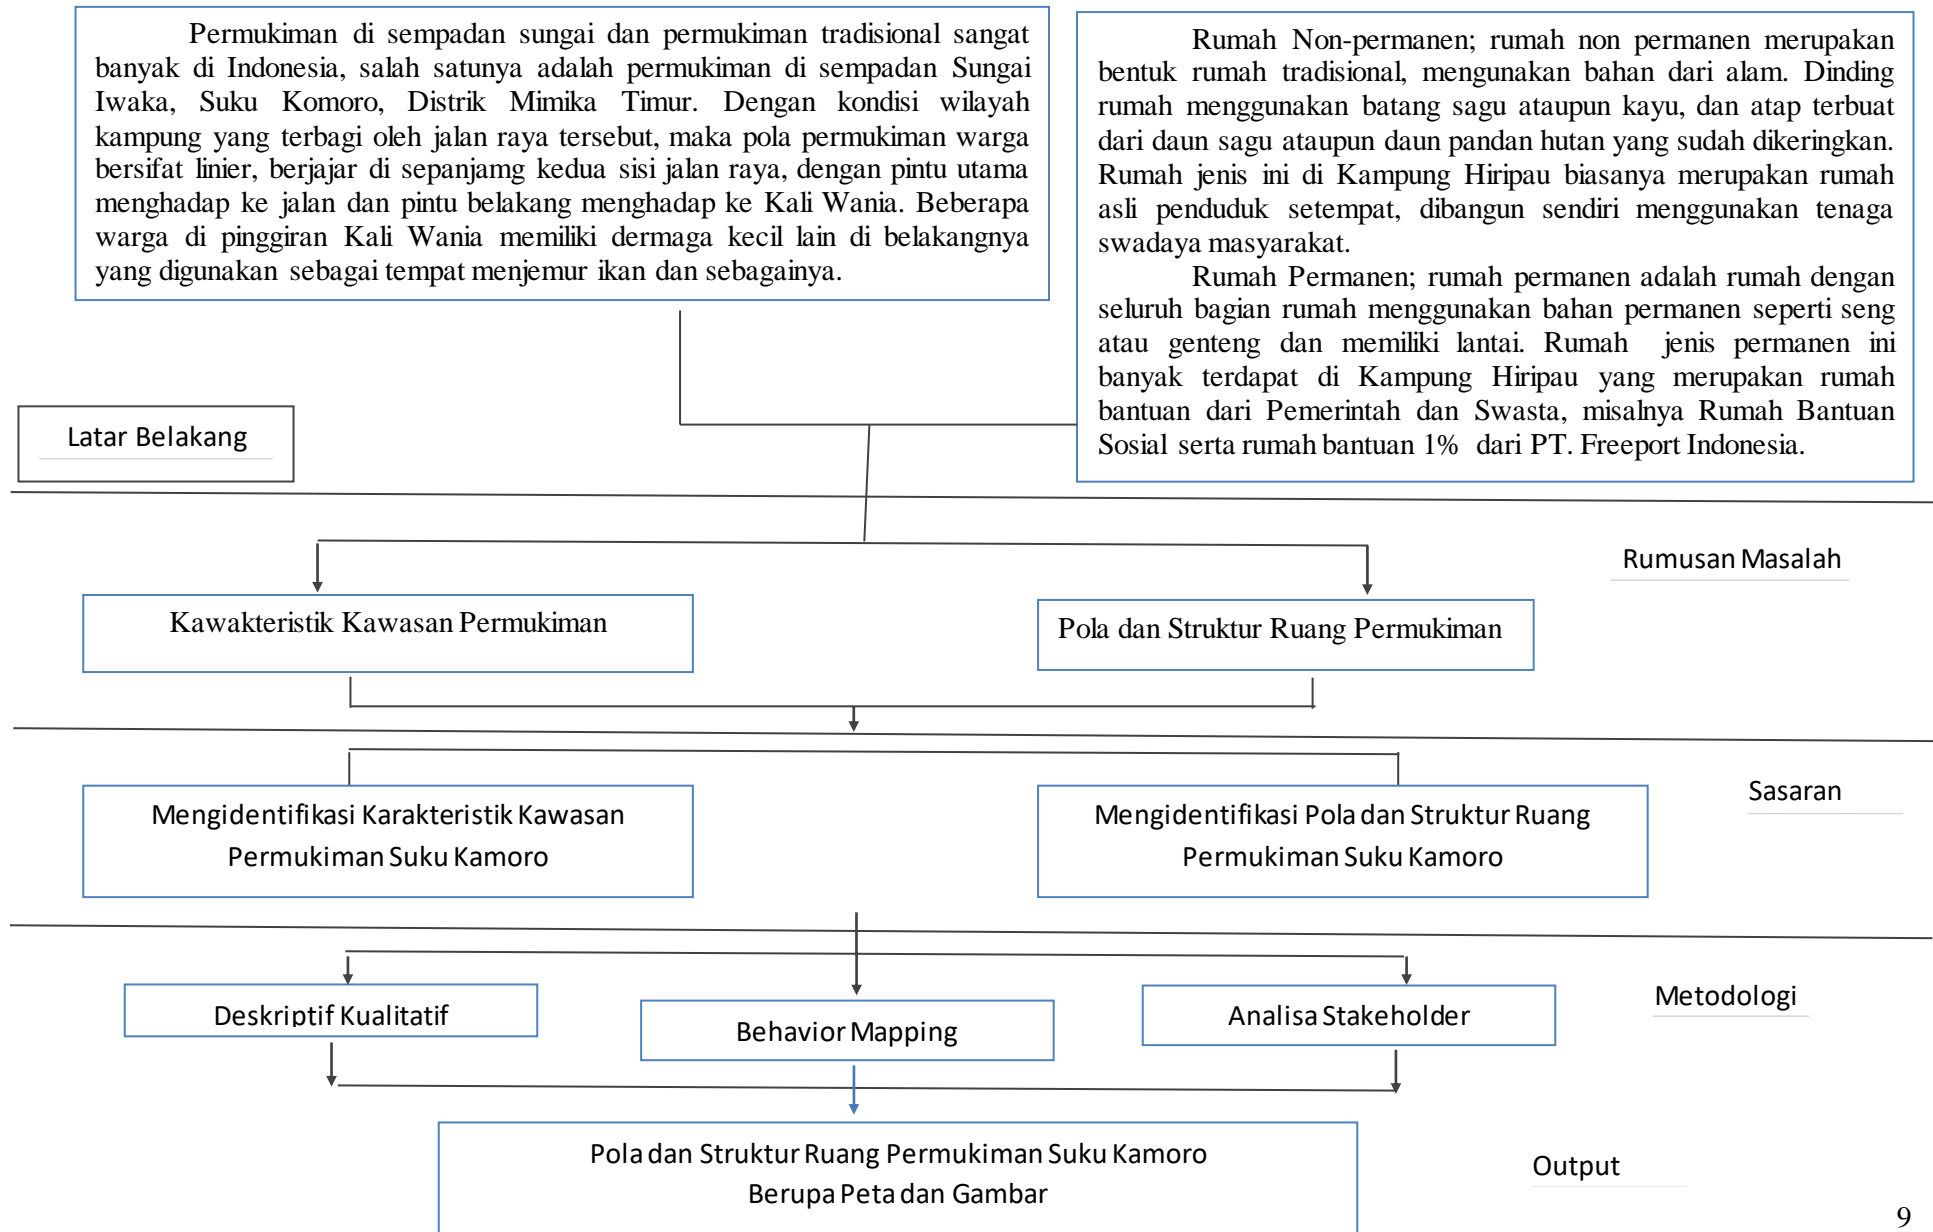 Permukiman di sempadan sungai dan permukiman tradisional sangat
banyak di Indonesia, salah satunya adalah permukiman di sempadan Sungai
Iwaka, Suku Komoro, Distrik Mimika Timur. Dengan kondisi wilayah
kampung yang terbagi oleh jalan raya tersebut, maka pola permukiman warga
bersifat linier, berjajar di sepanjamg kedua sisi jalan raya, dengan pintu utama
menghadap ke jalan dan pintu belakang menghadap ke Kali Wania. Beberapa
warga di pinggiran Kali Wania memiliki dermaga kecil lain di belakangnya
yang digunakan sebagai tempat menjemur ikan dan sebagainya.
Rumah Non-permanen; rumah non permanen merupakan
bentuk rumah tradisional, mengunakan bahan dari alam. Dinding
rumah menggunakan batang sagu ataupun kayu, dan atap terbuat
dari daun sagu ataupun daun pandan hutan yang sudah dikeringkan.
Rumah jenis ini di Kampung Hiripau biasanya merupakan rumah
asli penduduk setempat, dibangun sendiri menggunakan tenaga
swadaya masyarakat.
Rumah Permanen; rumah permanen adalah rumah dengan
seluruh bagian rumah menggunakan bahan permanen seperti seng
atau genteng dan memiliki lantai. Rumah jenis permanen ini
banyak terdapat di Kampung Hiripau yang merupakan rumah
bantuan dari Pemerintah dan Swasta, misalnya Rumah Bantuan
Sosial serta rumah bantuan 1% dari PT. Freeport Indonesia.
Latar Belakang
Rumusan Masalah
Kawakteristik Kawasan Permukiman
Pola dan Struktur Ruang Permukiman
Sasaran
Mengidentifikasi Karakteristik Kawasan
Permukiman Suku Kamoro
Mengidentifikasi Pola dan Struktur Ruang
Permukiman Suku Kamoro
Metodologi
Deskriptif Kualitatif
Behavior Mapping
Analisa Stakeholder
Pola dan Struktur Ruang Permukiman Suku Kamoro
Berupa Peta dan Gambar
Output
9